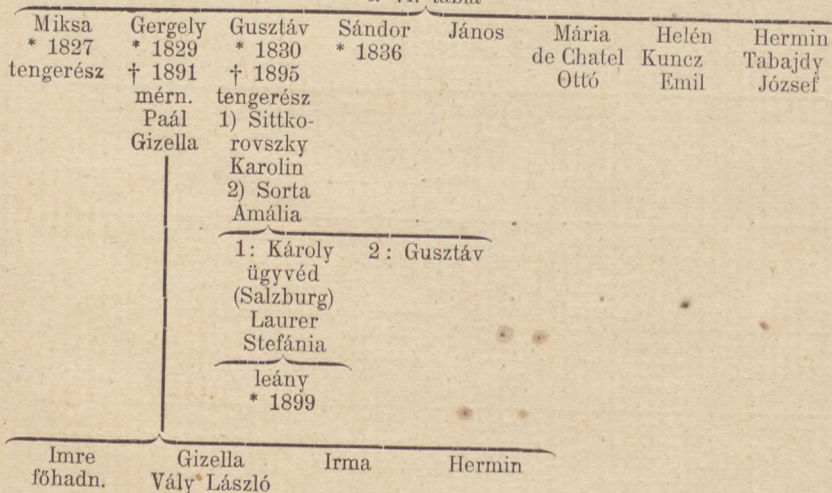 Miksa
* 1827
tengerész
Gergely
* 1829
† 1891
mérn.
Paál
Gizella
Gusztáv
* 1830
† 1895
tengerész
1) Sittko-
rovszky
Karolin
2) Sorta
Amália
Sándor
* 1836
János
Mária
de Chatel
Ottó
Helén
Kuncz
Emil
Hermin
Tabajdy
József
1: Károly
ügyvéd
(Salzburg)
Laurer
Stefánia
2: Gusztáv
leány
* 1899
Imre
főhadn.
Gizella
Vály László
Irma
Hermin